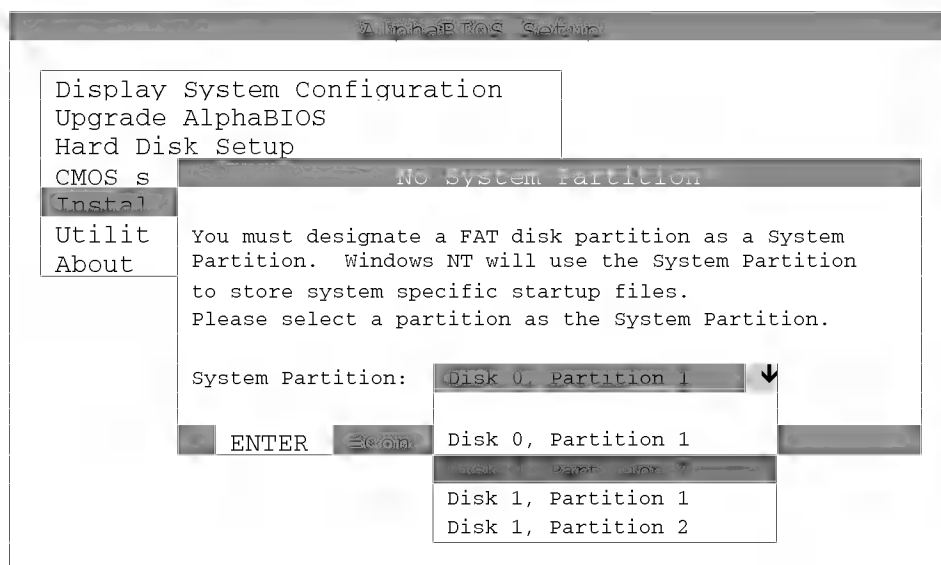 AlphaBIOS Setup
Display System Configuration
Upgrade AlphaBIOS
Hard Disk Setup
CMOS s
Instal
Utilit
About
No System Partition
You must designate a FAT disk partition as a System
Partition. Windows NT will use the System Partition
to store system specific startup files.
Please select a partition as the System Partition.
System Partition: Disk 0, Partition 1
ENTER
Disk 0, Partition 1
Disk 1, Partition 1
Disk 1, Partition 2